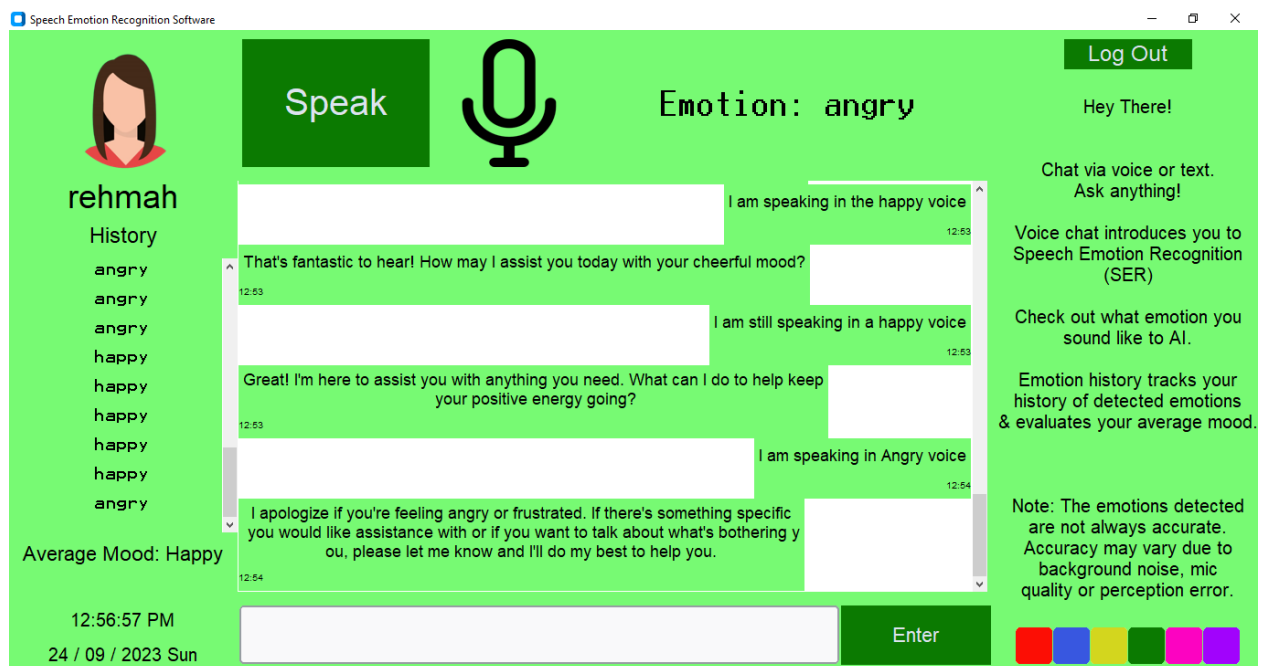 Speech Emotion Recognition Software
rehmah
History
angry
angry
angry
happy
happy
happy
happy
happy
angry
Average Mood: Happy
12:56:57 PM
24 / 09 / 2023 Sun
Speak
Emotion: angry
I am speaking in the happy voice
12:53
That's fantastic to hear! How may I assist you today with your cheerful mood?
12:53
I am still speaking in a happy voice
12:53
Great! I'm here to assist you with anything you need. What can I do to help keep
your positive energy going?
12:53
I am speaking in Angry voice
12:54
I apologize if you're feeling angry or frustrated. If there's something specific
you would like assistance with or if you want to talk about what's bothering y
ou, please let me know and I'll do my best to help you.
12:54
Enter
Log Out
Hey There!
Chat via voice or text.
Ask anything!
Voice chat introduces you to
Speech Emotion Recognition
(SER)
Check out what emotion you
sound like to AI.
Emotion history tracks your
history of detected emotions
& evaluates your average mood.
Note: The emotions detected
are not always accurate.
Accuracy may vary due to
background noise, mic
quality or perception error.